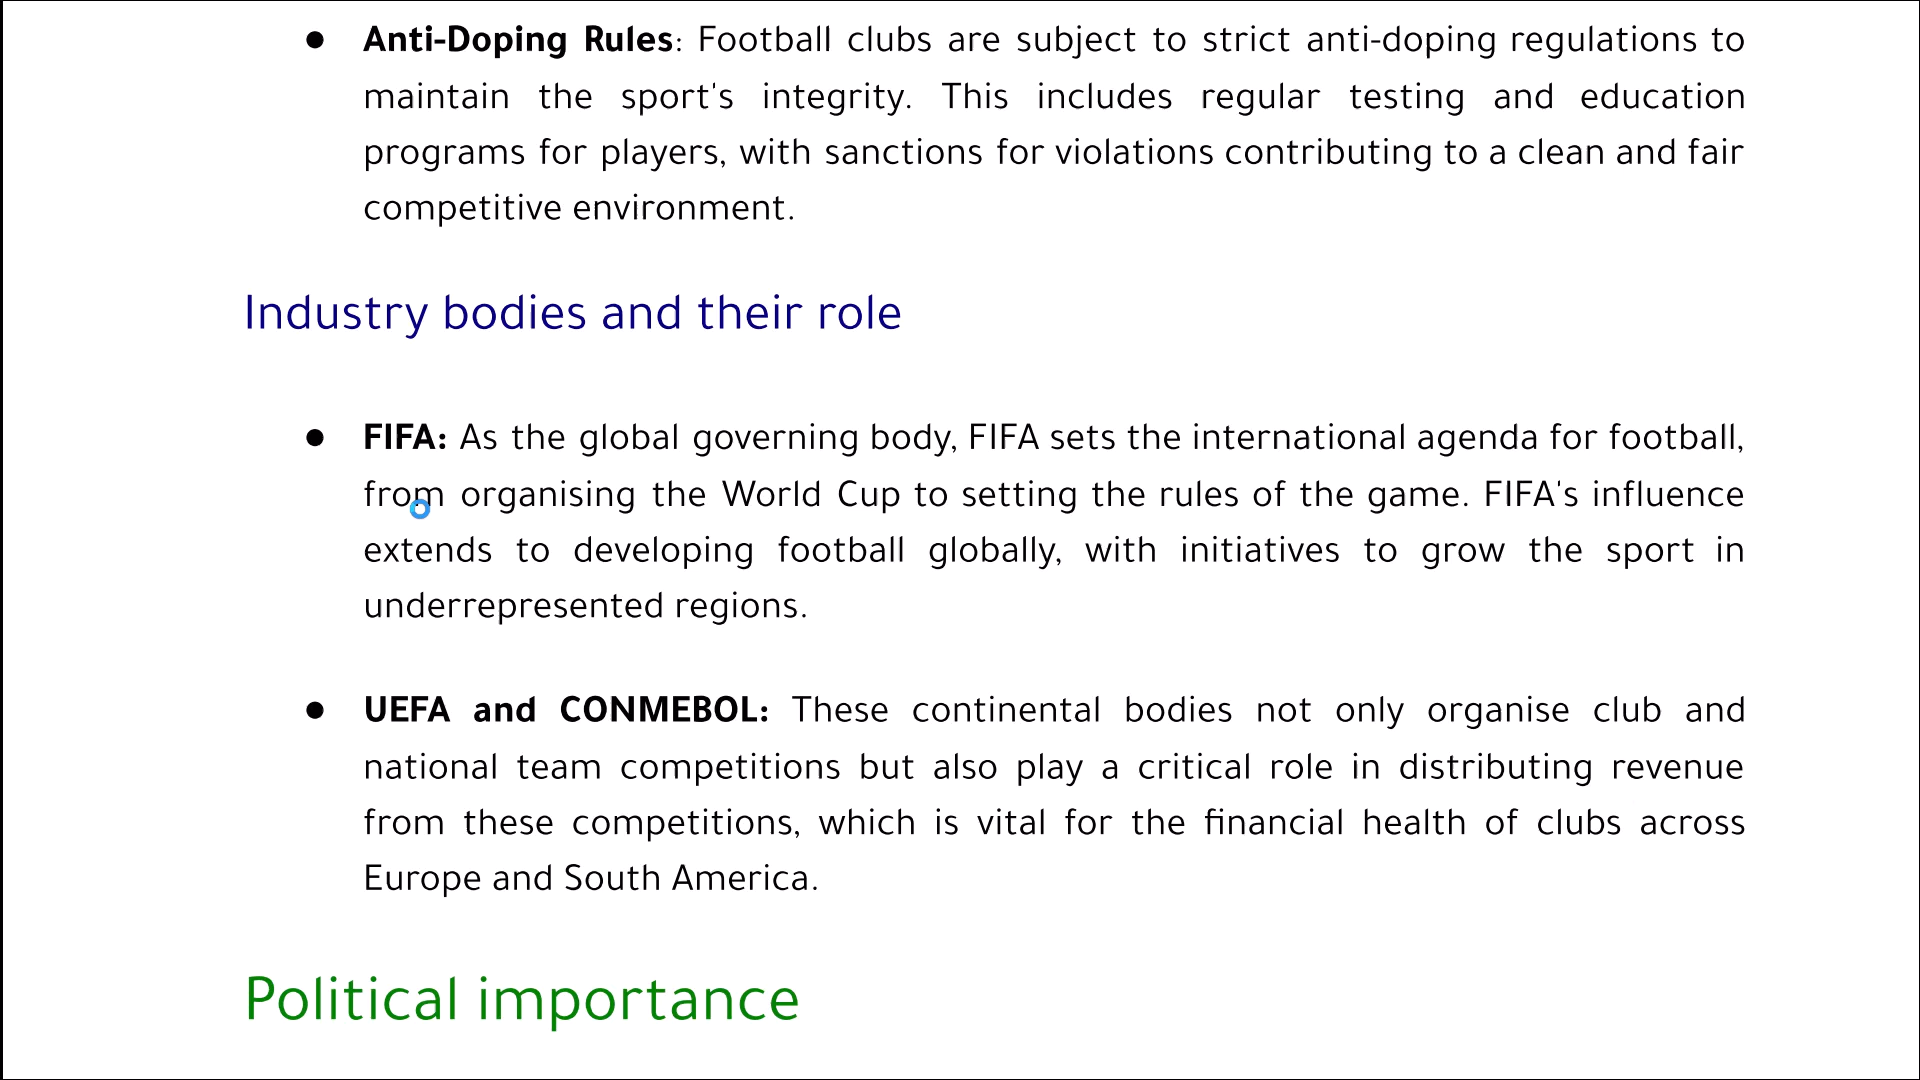 ● Anti-Doping Rules: Football clubs are subject to strict anti-doping regulations to
maintain the sport's integrity. This includes regular testing and education
programs for players, with sanctions for violations contributing to a clean and fair
competitive environment.
Industry bodies and their role
● FIFA: As the global governing body, FIFA sets the international agenda for football,
from organising the World Cup to setting the rules of the game. FIFA's influence
extends to developing football globally, with initiatives to grow the sport in
underrepresented regions.
● UEFA and CONMEBOL: These continental bodies not only organise club and
national team competitions but also play a critical role in distributing revenue
from these competitions, which is vital for the financial health of clubs across
Europe and South America.
Political importance